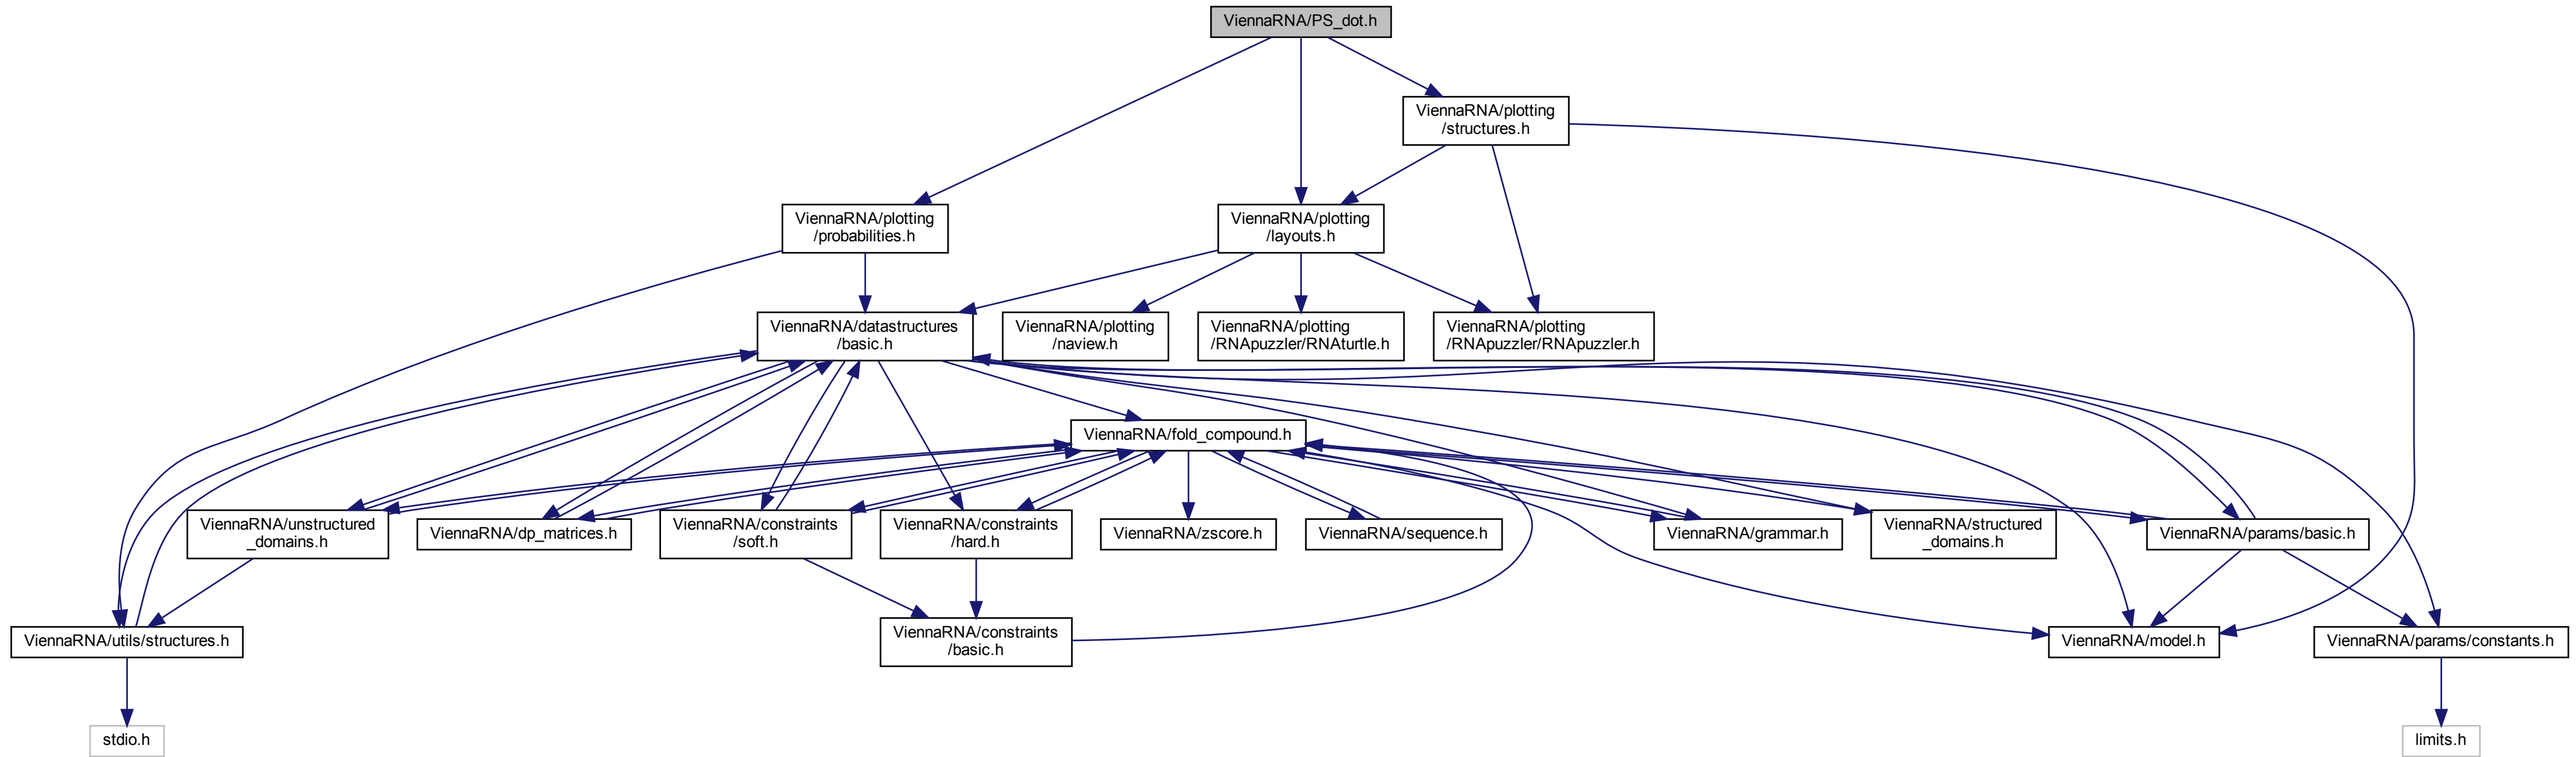 ViennaRNA/PS_dot.h
ViennaRNA/plotting
/structures.h
ViennaRNA/plotting
/probabilities.h
ViennaRNA/plotting
/layouts.h
ViennaRNA/datastructures
/basic.h
ViennaRNA/plotting
/naview.h
ViennaRNA/plotting
/RNApuzzler/RNAturtle.h
ViennaRNA/plotting
/RNApuzzler/RNApuzzler.h
ViennaRNA/fold_compound.h
ViennaRNA/unstructured
_domains.h
ViennaRNA/dp_matrices.h
ViennaRNA/constraints
/soft.h
ViennaRNA/constraints
/hard.h
ViennaRNA/zscore.h
ViennaRNA/sequence.h
ViennaRNA/grammar.h
ViennaRNA/structured
_domains.h
ViennaRNA/params/basic.h
ViennaRNA/utils/structures.h
ViennaRNA/constraints
/basic.h
ViennaRNA/model.h
ViennaRNA/params/constants.h
stdio.h
limits.h